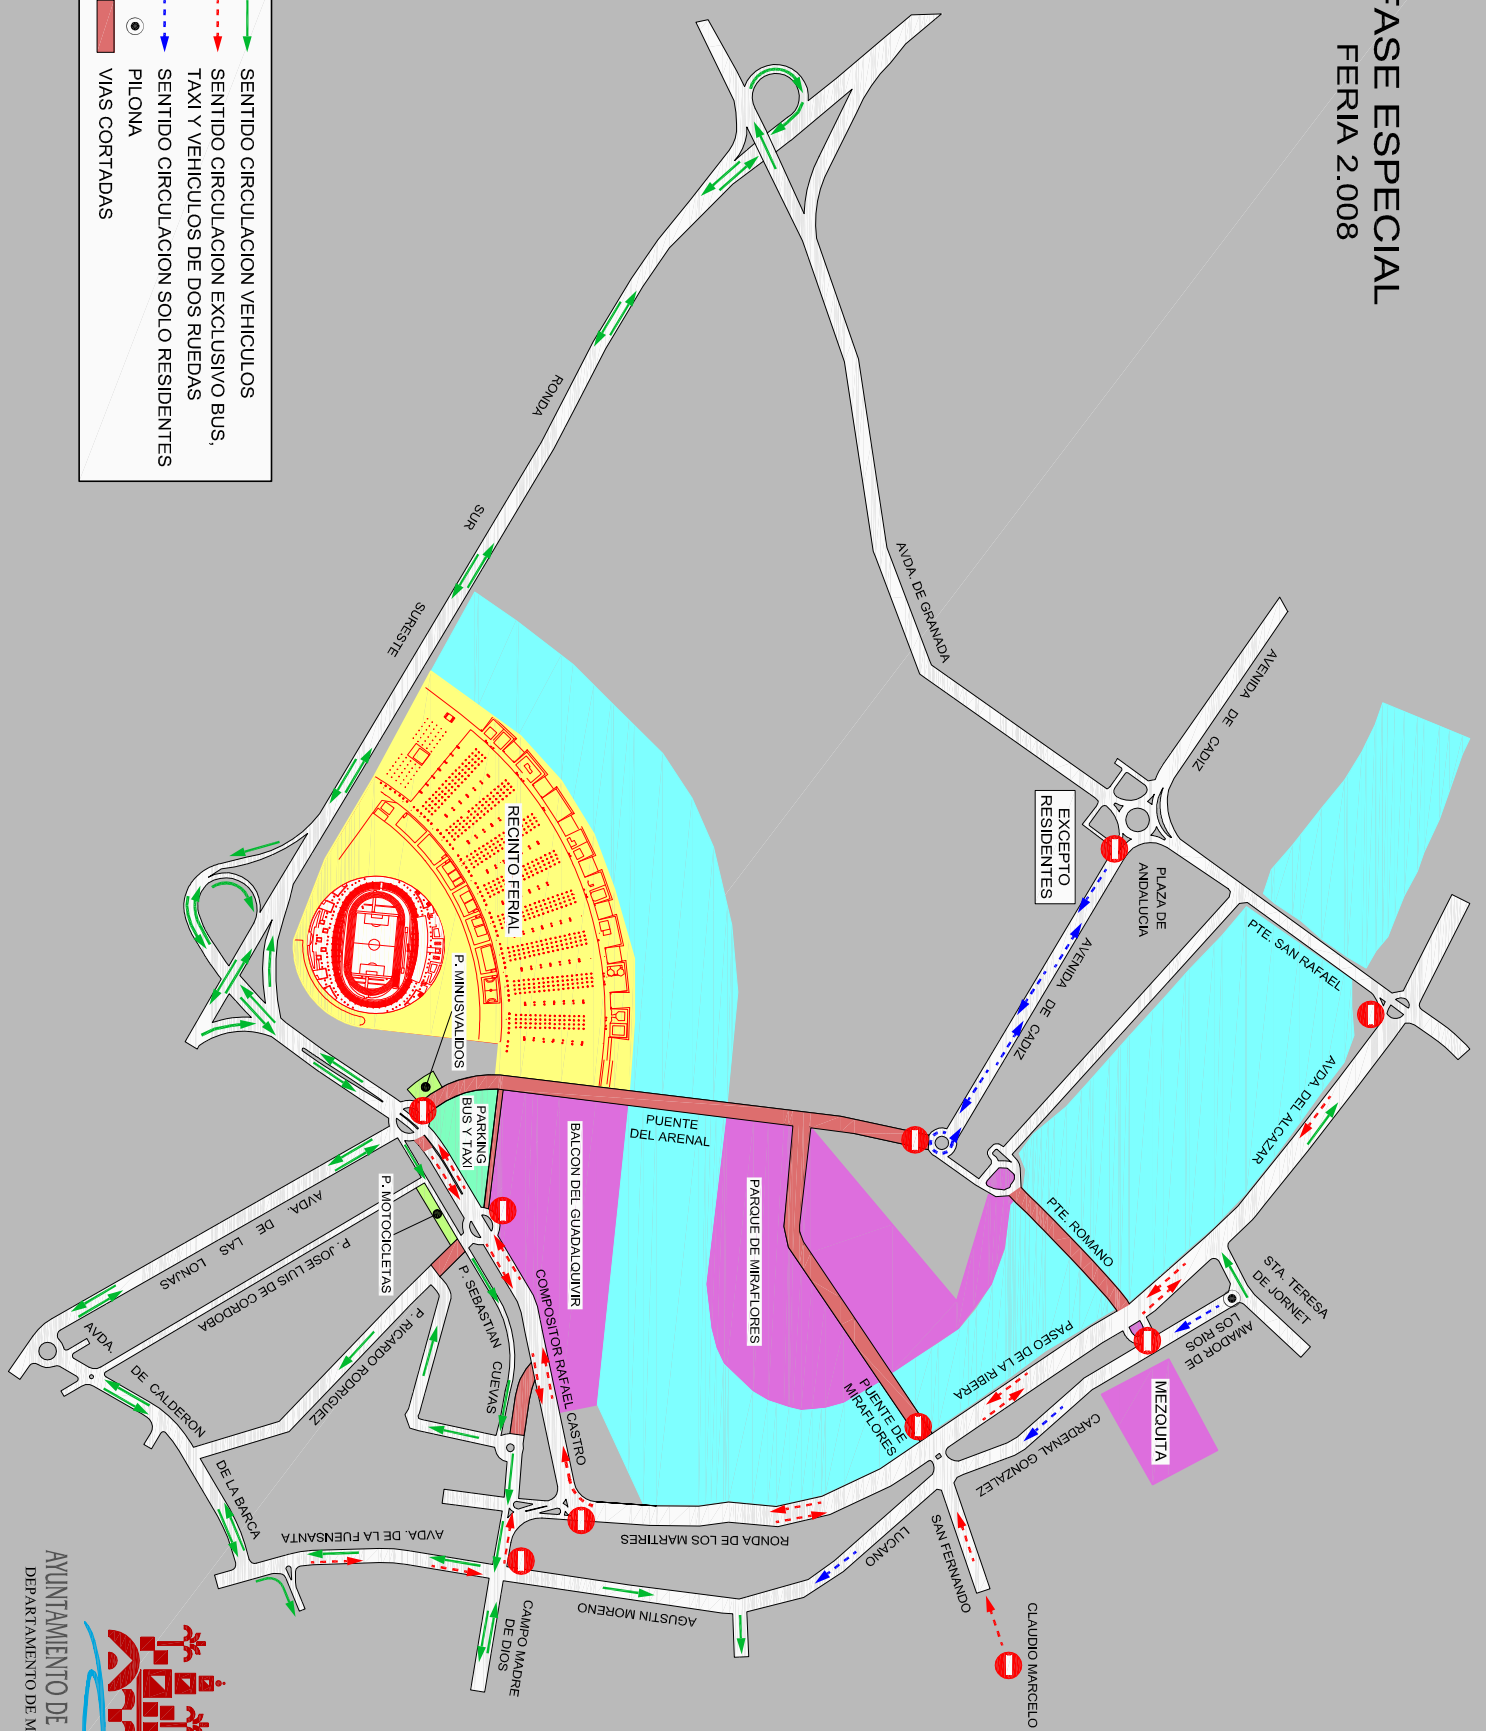 FASE ESPECIAL
FERIA 2.008
SENTIDO CIRCULACION VEHICULOS
SENTIDO CIRCULACION EXCLUSIVO BUS,
TAXI Y VEHICULOS DE DOS RUEDAS
SENTIDO CIRCULACION SOLO RESIDENTES
PILONA
VIAS CORTADAS
RONDA
SUR
SURESTE
AVDA. DE GRANADA
AVENIDA DE CADIZ
EXCEPTO
RESIDENTES
PLAZA DE
ANDALUCIA
AVENIDA DE CADIZ
PTE. SAN RAFAEL
AVDA. DEL ALCAZAR
STA. TERESA
DE JORNET
AMADOR DE
LOS RIOS
PTE. ROMANO
PASEO DE LA RIBERA
MEZQUITA
CARDENAL GONZALEZ
RECINTO FERIAL
P. MINUSVALIDOS
PARKING
BUS Y TAXI
PUENTE
DEL ARENAL
BALCON DEL GUADALQUIVIR
PARQUE DE MIRAFLORES
PUENTE DE
MIRAFLORES
P. MOTOCICLETAS
AVDA. DE LAS LONJAS
P. JOSE LUIS DE CORDOBA
P. RICARDO RODRIGUEZ
P. SEBASTIAN CUEVAS
COMPOSITOR RAFAEL CASTRO
AVDA. DE CALDERON DE LA BARCA
AVDA. DE LA FUENSANTA
RONDA DE LOS MARTIRES
LUCANO
SAN FERNANDO
CLAUDIO MARCELO
AGUSTIN MORENO
CAMPO MADRE
DE DIOS
AYUNTAMIENTO DE
DEPARTAMENTO DE M